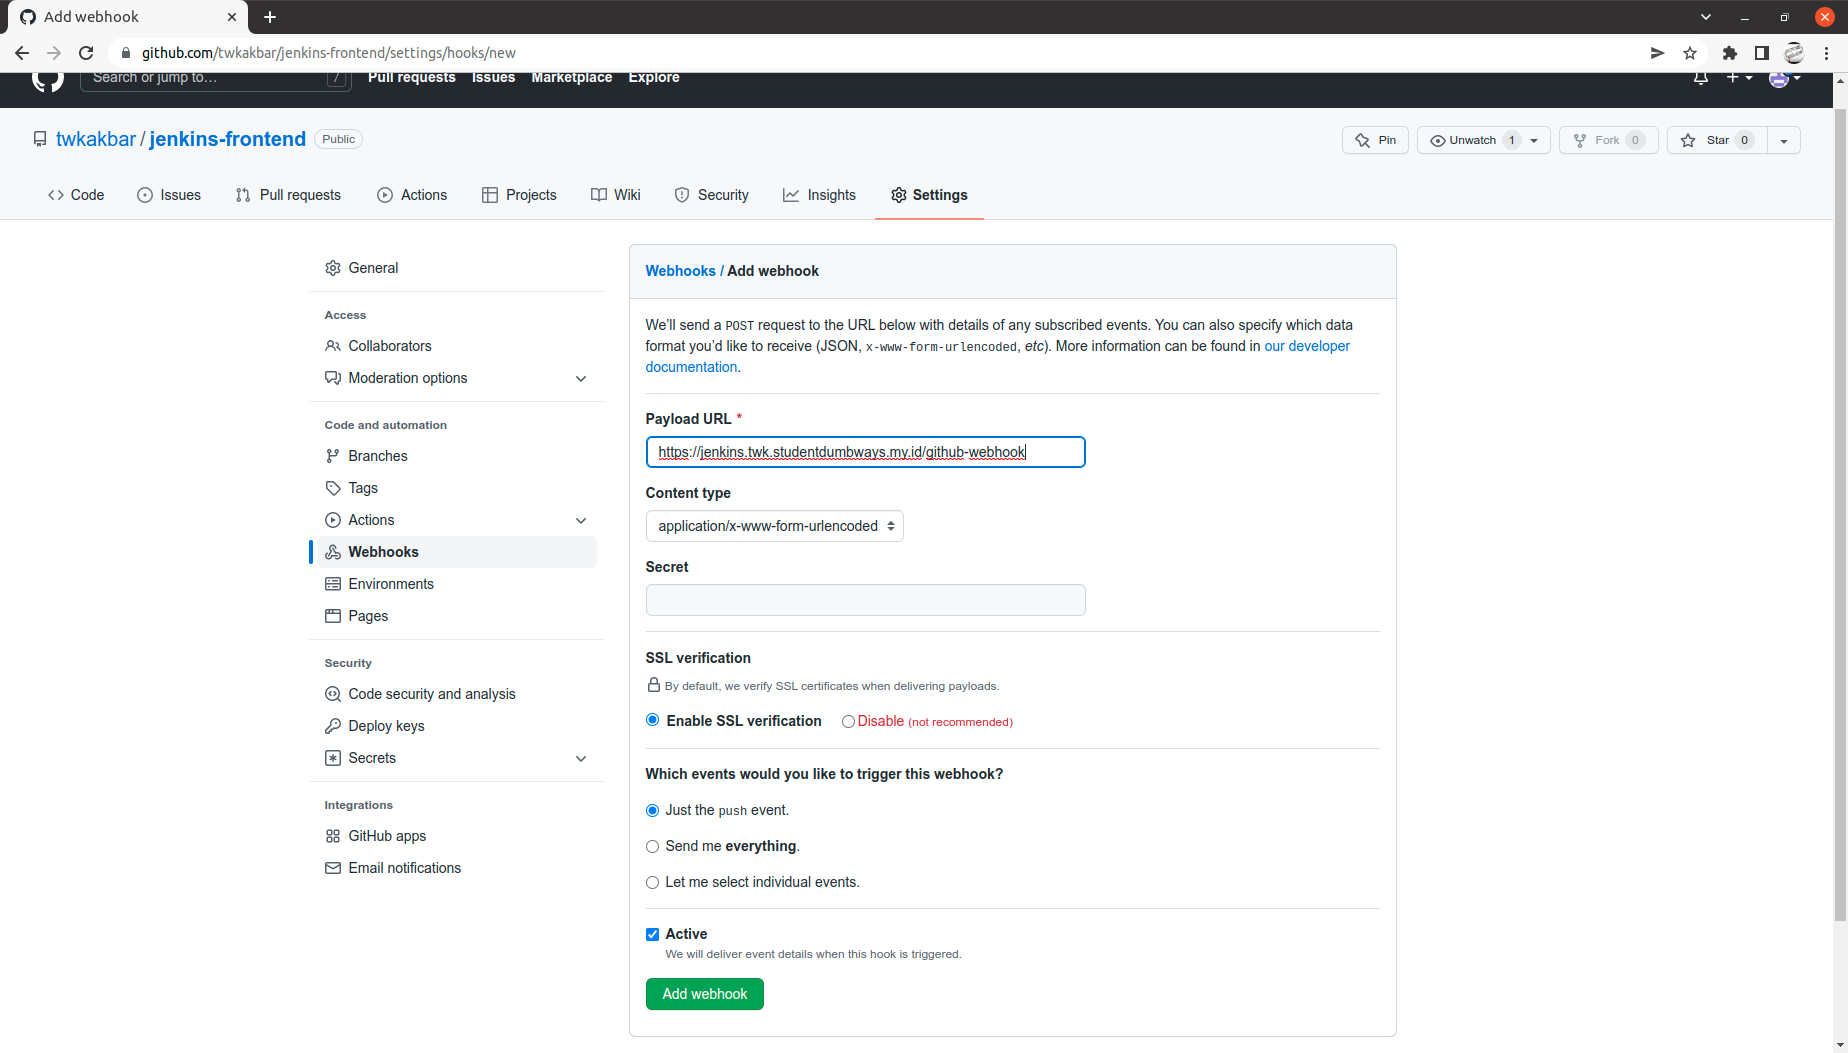 Add webhook
github.com/twkakbar/jenkins-frontend/settings/hooks/new
Search or jump to... / Pull requests Issues Marketplace Explore
twkakbar / jenkins-frontend Public Pin Unwatch 1 Fork 0 Star 0
Code Issues Pull requests Actions Projects Wiki Security Insights Settings
General
Access
Collaborators
Moderation options
Code and automation
Branches
Tags
Actions
Webhooks
Environments
Pages
Security
Code security and analysis
Deploy keys
Secrets
Integrations
GitHub apps
Email notifications
Webhooks / Add webhook
We'll send a POST request to the URL below with details of any subscribed events. You can also specify which data
format you'd like to receive (JSON, x-www-form-urlencoded, etc). More information can be found in our developer
documentation.
Payload URL *
https://jenkins.twk.studentdumbways.my.id/github-webhook
Content type
application/x-www-form-urlencoded
Secret
SSL verification
By default, we verify SSL certificates when delivering payloads.
Enable SSL verification Disable (not recommended)
Which events would you like to trigger this webhook?
Just the push event.
Send me everything.
Let me select individual events.
Active
We will deliver event details when this hook is triggered.
Add webhook